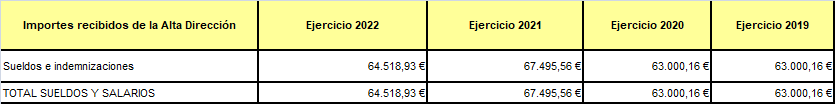 Importes recibidos de la Alta Dirección Ejercicio 2022 Ejercicio 2021 Ejercicio 2020 Ejercicio 2019
Sueldos e indemnizaciones 64.518,93 € 67.495,56 € 63.000,16 € 63.000,16 €
TOTAL SUELDOS Y SALARIOS 64.518,93 € 67.495,56 € 63.000,16 € 63.000,16 €